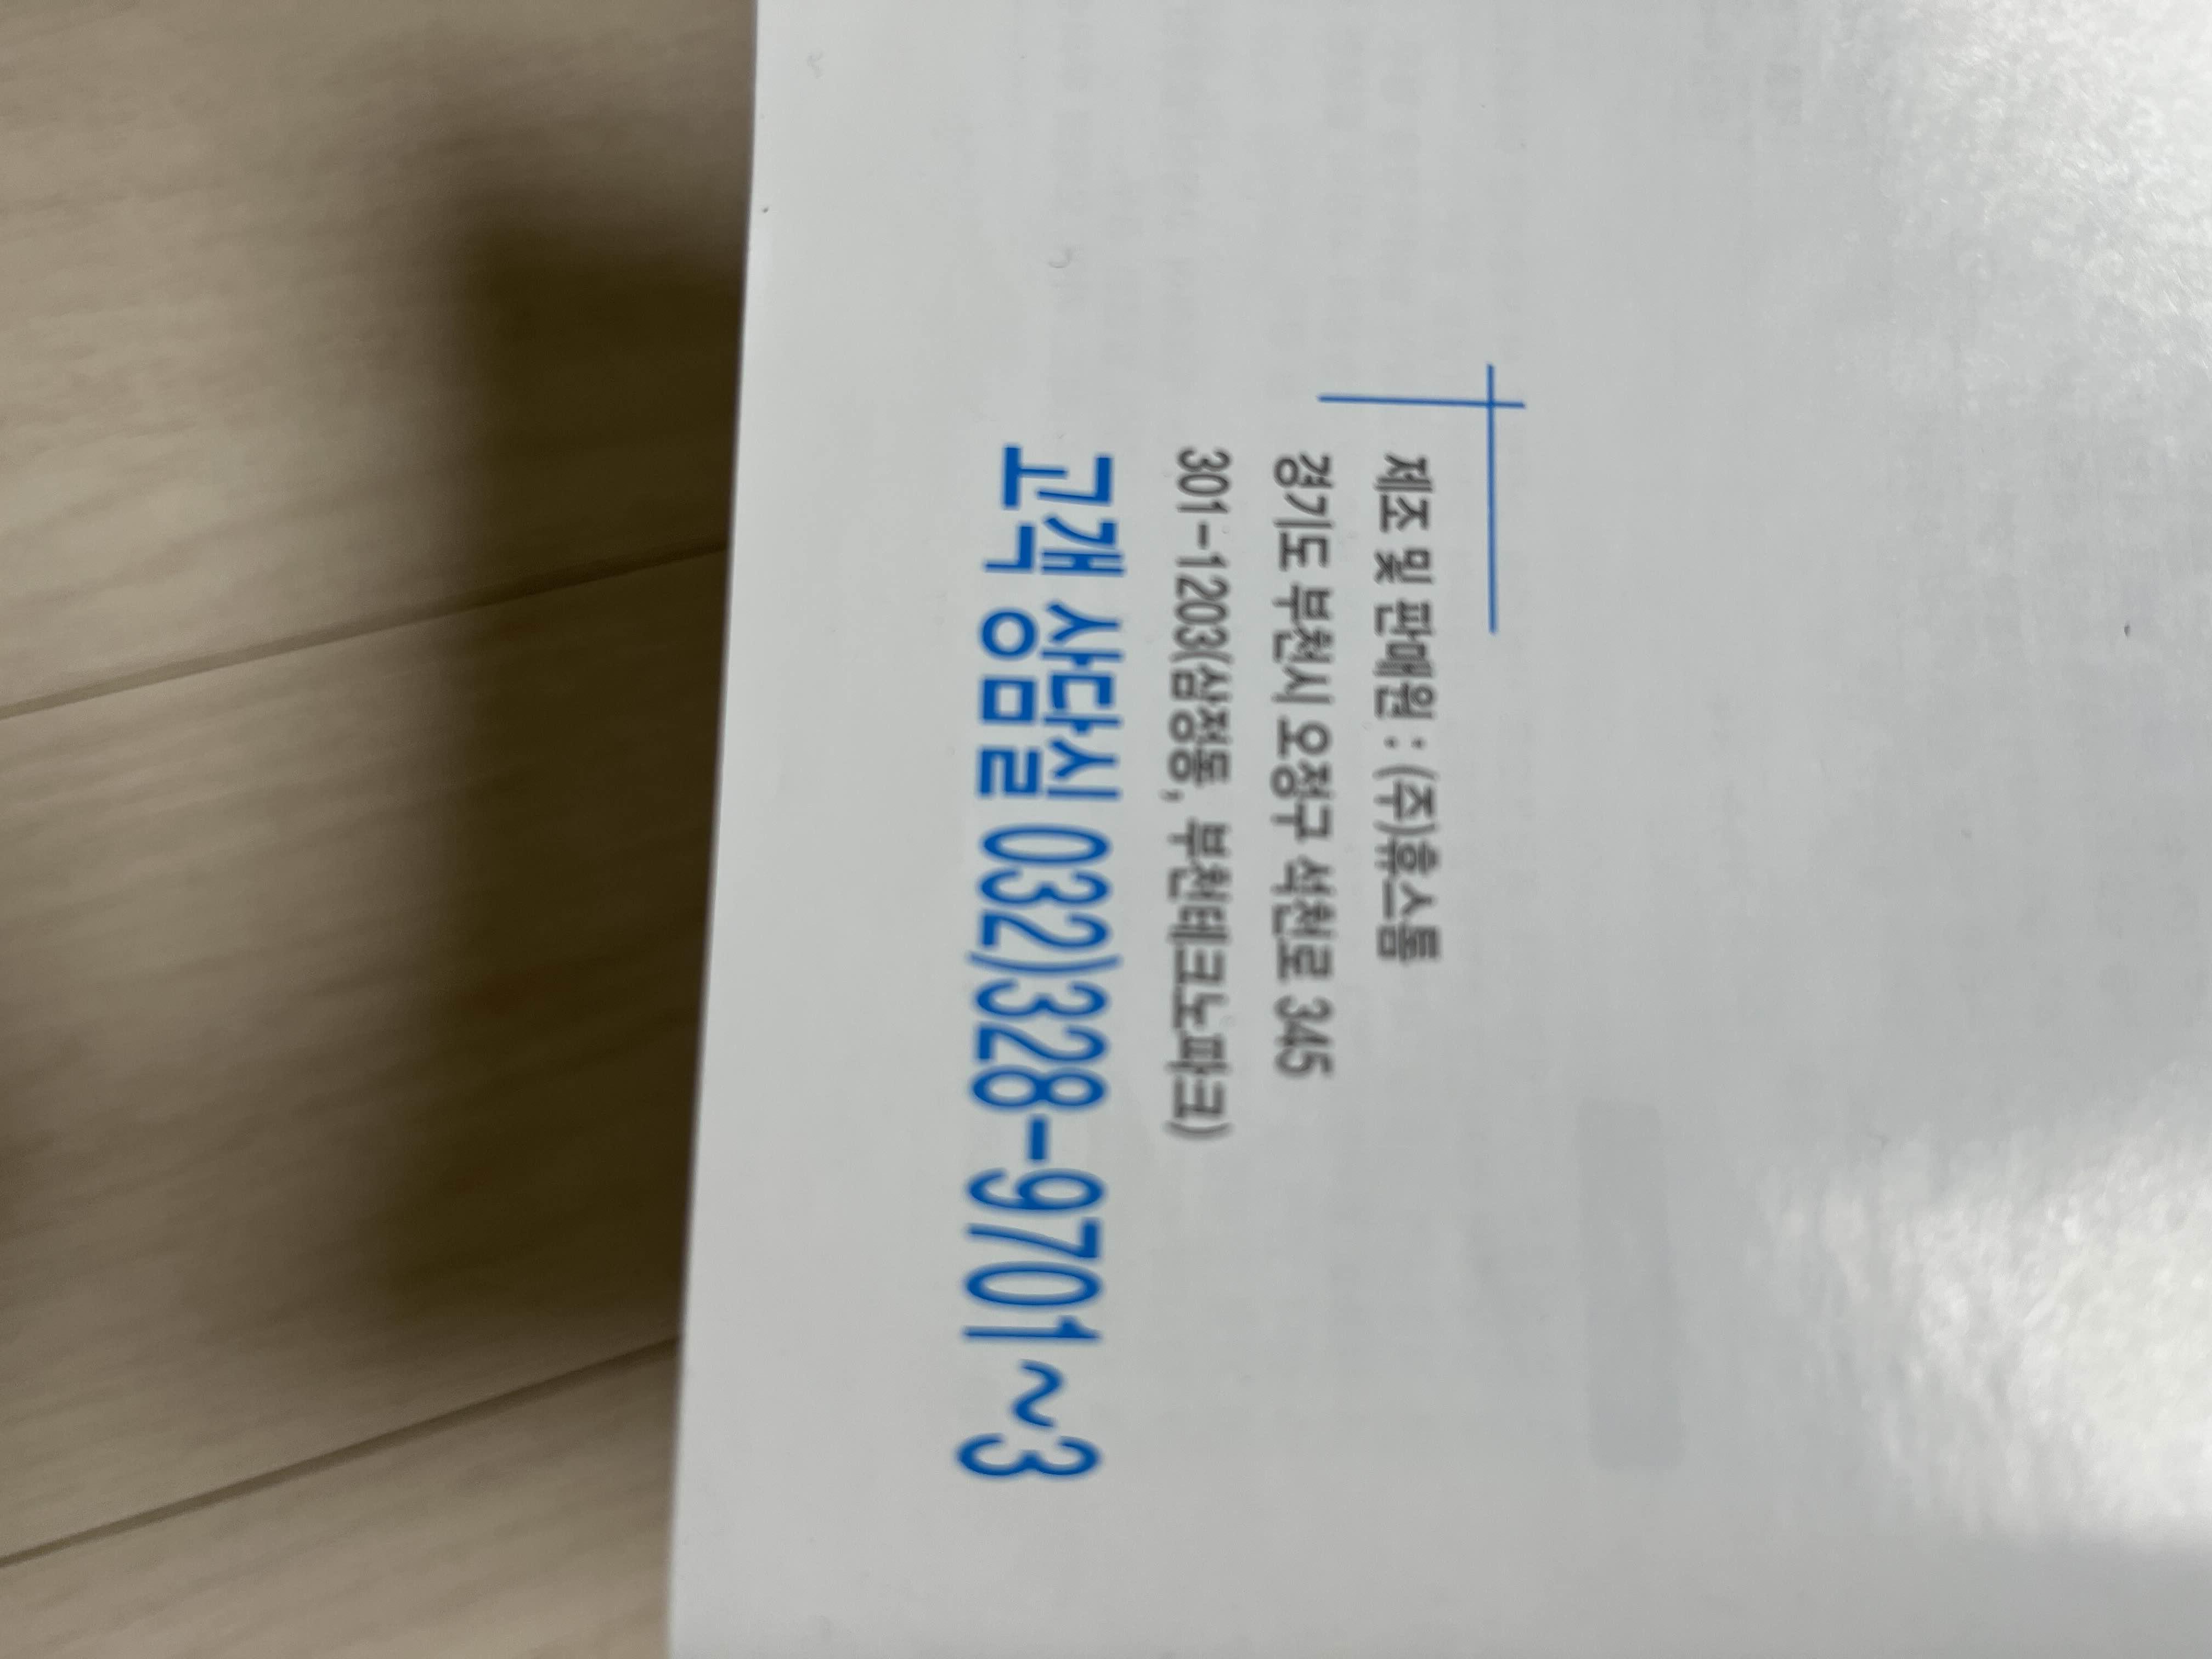 제조 및 판매원 : (주)휴스톰
경기도 부천시 오정구 석천로 345
301-1203(삼정동, 부천테크노파크)
고객 상담실 032)328-9701~3